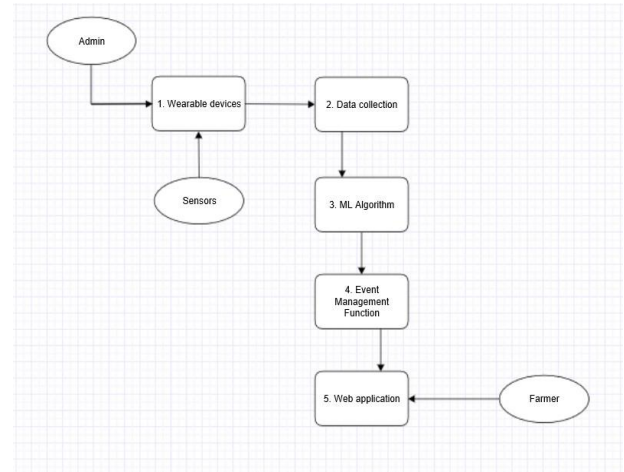 Admin
1. Wearable devices
2. Data collection
Sensors
3. ML Algorithm
4. Event
Management
Function
5. Web application
Farmer